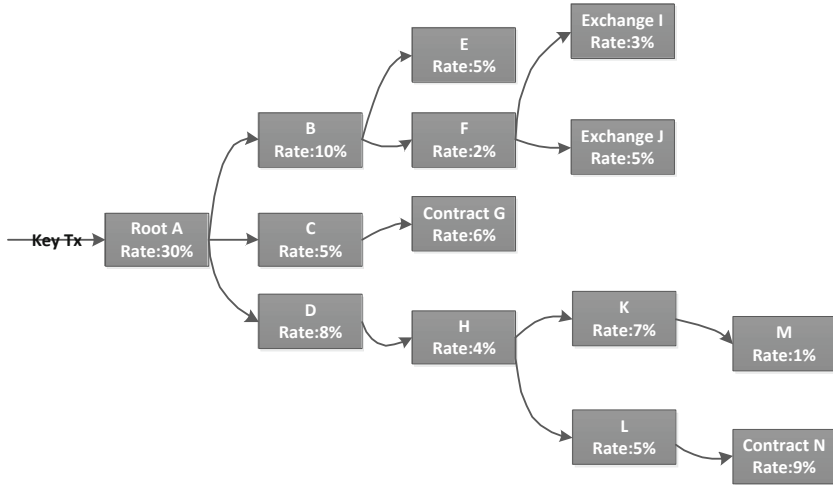 Key Tx
Root A
Rate:30%
B
Rate:10%
C
Rate:5%
D
Rate:8%
E
Rate:5%
F
Rate:2%
Contract G
Rate:6%
H
Rate:4%
Exchange I
Rate:3%
Exchange J
Rate:5%
K
Rate:7%
L
Rate:5%
M
Rate:1%
Contract N
Rate:9%